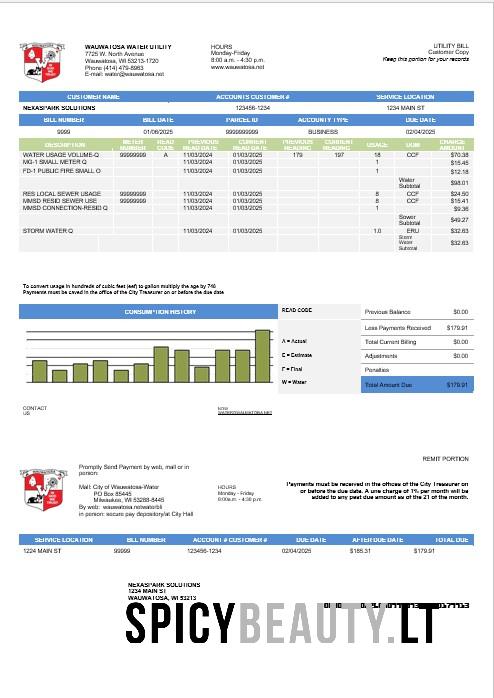 WAUWATOSA WATER UTILITY
7725 W. North Avenue
Wauwatosa, WI 53213-1720
Phone (414) 479-8963
E-mail: water@wauwatosa.net
HOURS
Monday-Friday
8:00 a.m. - 4:30 p.m.
www.wauwatosa.net
UTILITY BILL
Customer Copy
Keep this portion for your records
CUSTOMER NAME ACCOUNTS CUSTOMER # SERVICE LOCATION
NEXASPARK SOLUTIONS 123456-1234 1234 MAIN ST
BILL NUMBER BILL DATE PARCEL ID ACCOUNTY TYPE DUE DATE
9999 01/06/2025 9999999999 BUSINESS 02/04/2025
DESCRIPTION METER NUMBER READ CODE PREVIOUS READ DATE CURRENT READ DATE PREVIOUS READING CURRENT READING USAGE UOM CHARGE AMOUNT
WATER USAGE VOLUME-Q 99999999 A 11/03/2024 01/03/2025 179 197 18 CCF $70.38
MG-1 SMALL METER Q 11/03/2024 01/03/2025 1 $15.45
FD-1 PUBLIC FIRE SMALL O 11/03/2024 01/03/2025 1 $12.18
Water Subtotal $98.01
RES LOCAL SEWER USAGE 11/03/2024 01/03/2025 8 CCF $24.50
MMSD RESID SEWER USE 99999999 11/03/2024 01/03/2025 8 CCF $15.41
MMSD CONNECTION-RESID Q 11/03/2024 01/03/2025 1 $9.36
Sewer Subtotal $49.27
STORM WATER Q 11/03/2024 01/03/2025 1.0 ERU $32.63
Storm Water Subtotal $32.63
To convert usage in hundreds of cubic feet (eef) to gallon multiply the age by 748
Payments must be caved in the office of the City Treasurer on or before the due date
CONSUMPTION HISTORY
READ CODE
A = Actual
E = Estimate
F = Final
W = Water
Previous Balance $0.00
Less Payments Received $179.91
Total Current Billing $0.00
Adjustments $0.00
Penalties
Total Amount Due $179.91
CONTACT
US
REMIT PORTION
Promptly Send Payment by web, mail or in
person:
Mail: City of Wauwatosa-Water
PO Box 85445
Milwaukee, WI 53288-8445
By web: wauwatosa.netwaterbli
in person: secure pay depository/at City Hall
HOURS
Monday - Friday
8:00a.m. - 4:30 p.m.
Payments must be received in the offices of the City Treasurer on
or before the due date. A une charge of 1% per month will be
added to any past due amount as of the 21 of the month.
SERVICE LOCATION BILL NUMBER ACCOUNT # CUSTOMER # DUE DATE AFTER DUE DATE TOTAL DUE
1224 MAIN ST 99999 123456-1234 02/04/2025 $185.31 $179.91
NEXASPARK SOLUTIONS
1234 MAIN ST
WAUWATOSA, WI 53213
SPICYBEAUTY.LT